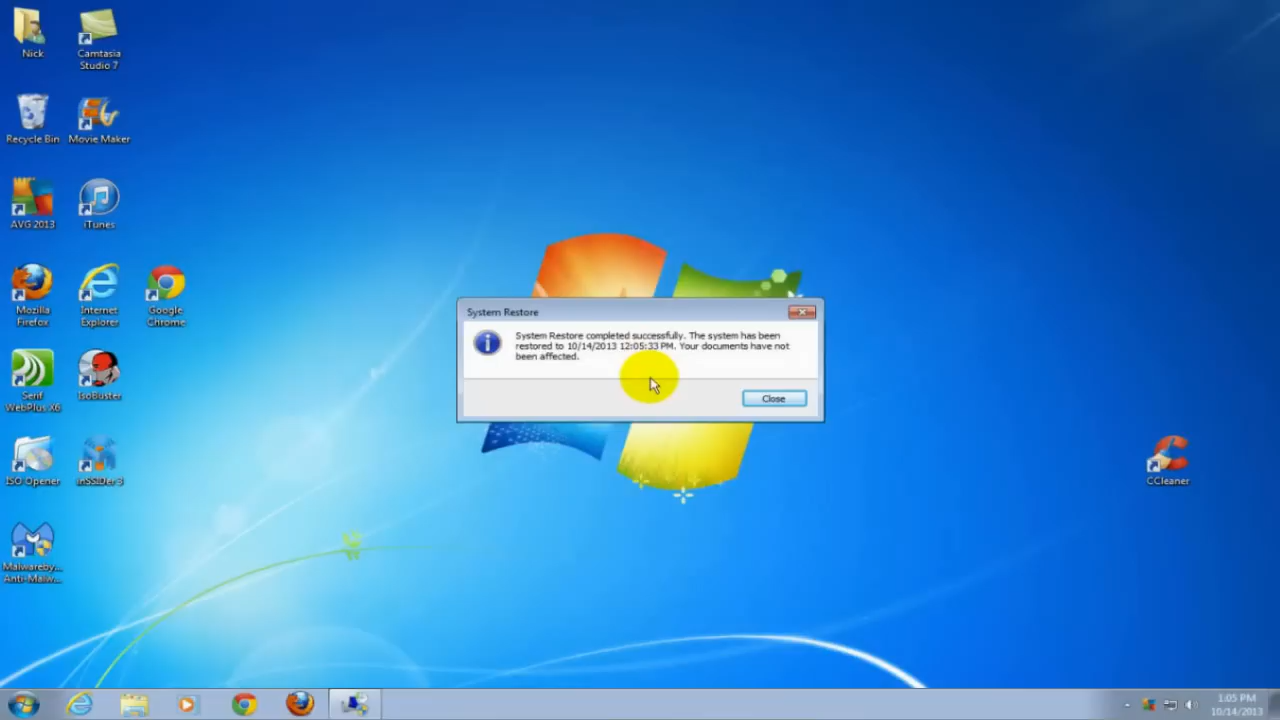 Nick
Camtasia
Studio 7
Recycle Bin
Movie Maker
AVG 2013
iTunes
Mozilla
Firefox
Internet
Explorer
Google
Chrome
Serif
WebPlus X6
IsoBuster
ISO Opener
inSSIDer 3
Malwareby...
Anti-Malw...
System Restore
System Restore completed successfully. The system has been
restored to 10/14/2013 12:05:33 PM. Your documents have not
been affected.
Close
CCleaner
1:05 PM
10/14/2013